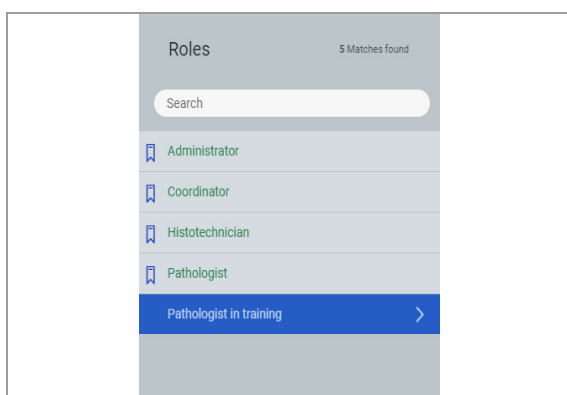 Roles
5 Matches found
Search
Administrator
Coordinator
Histotechnician
Pathologist
Pathologist in training